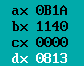 ax 0B1A
bx 1140
cx 0000
dx 0813